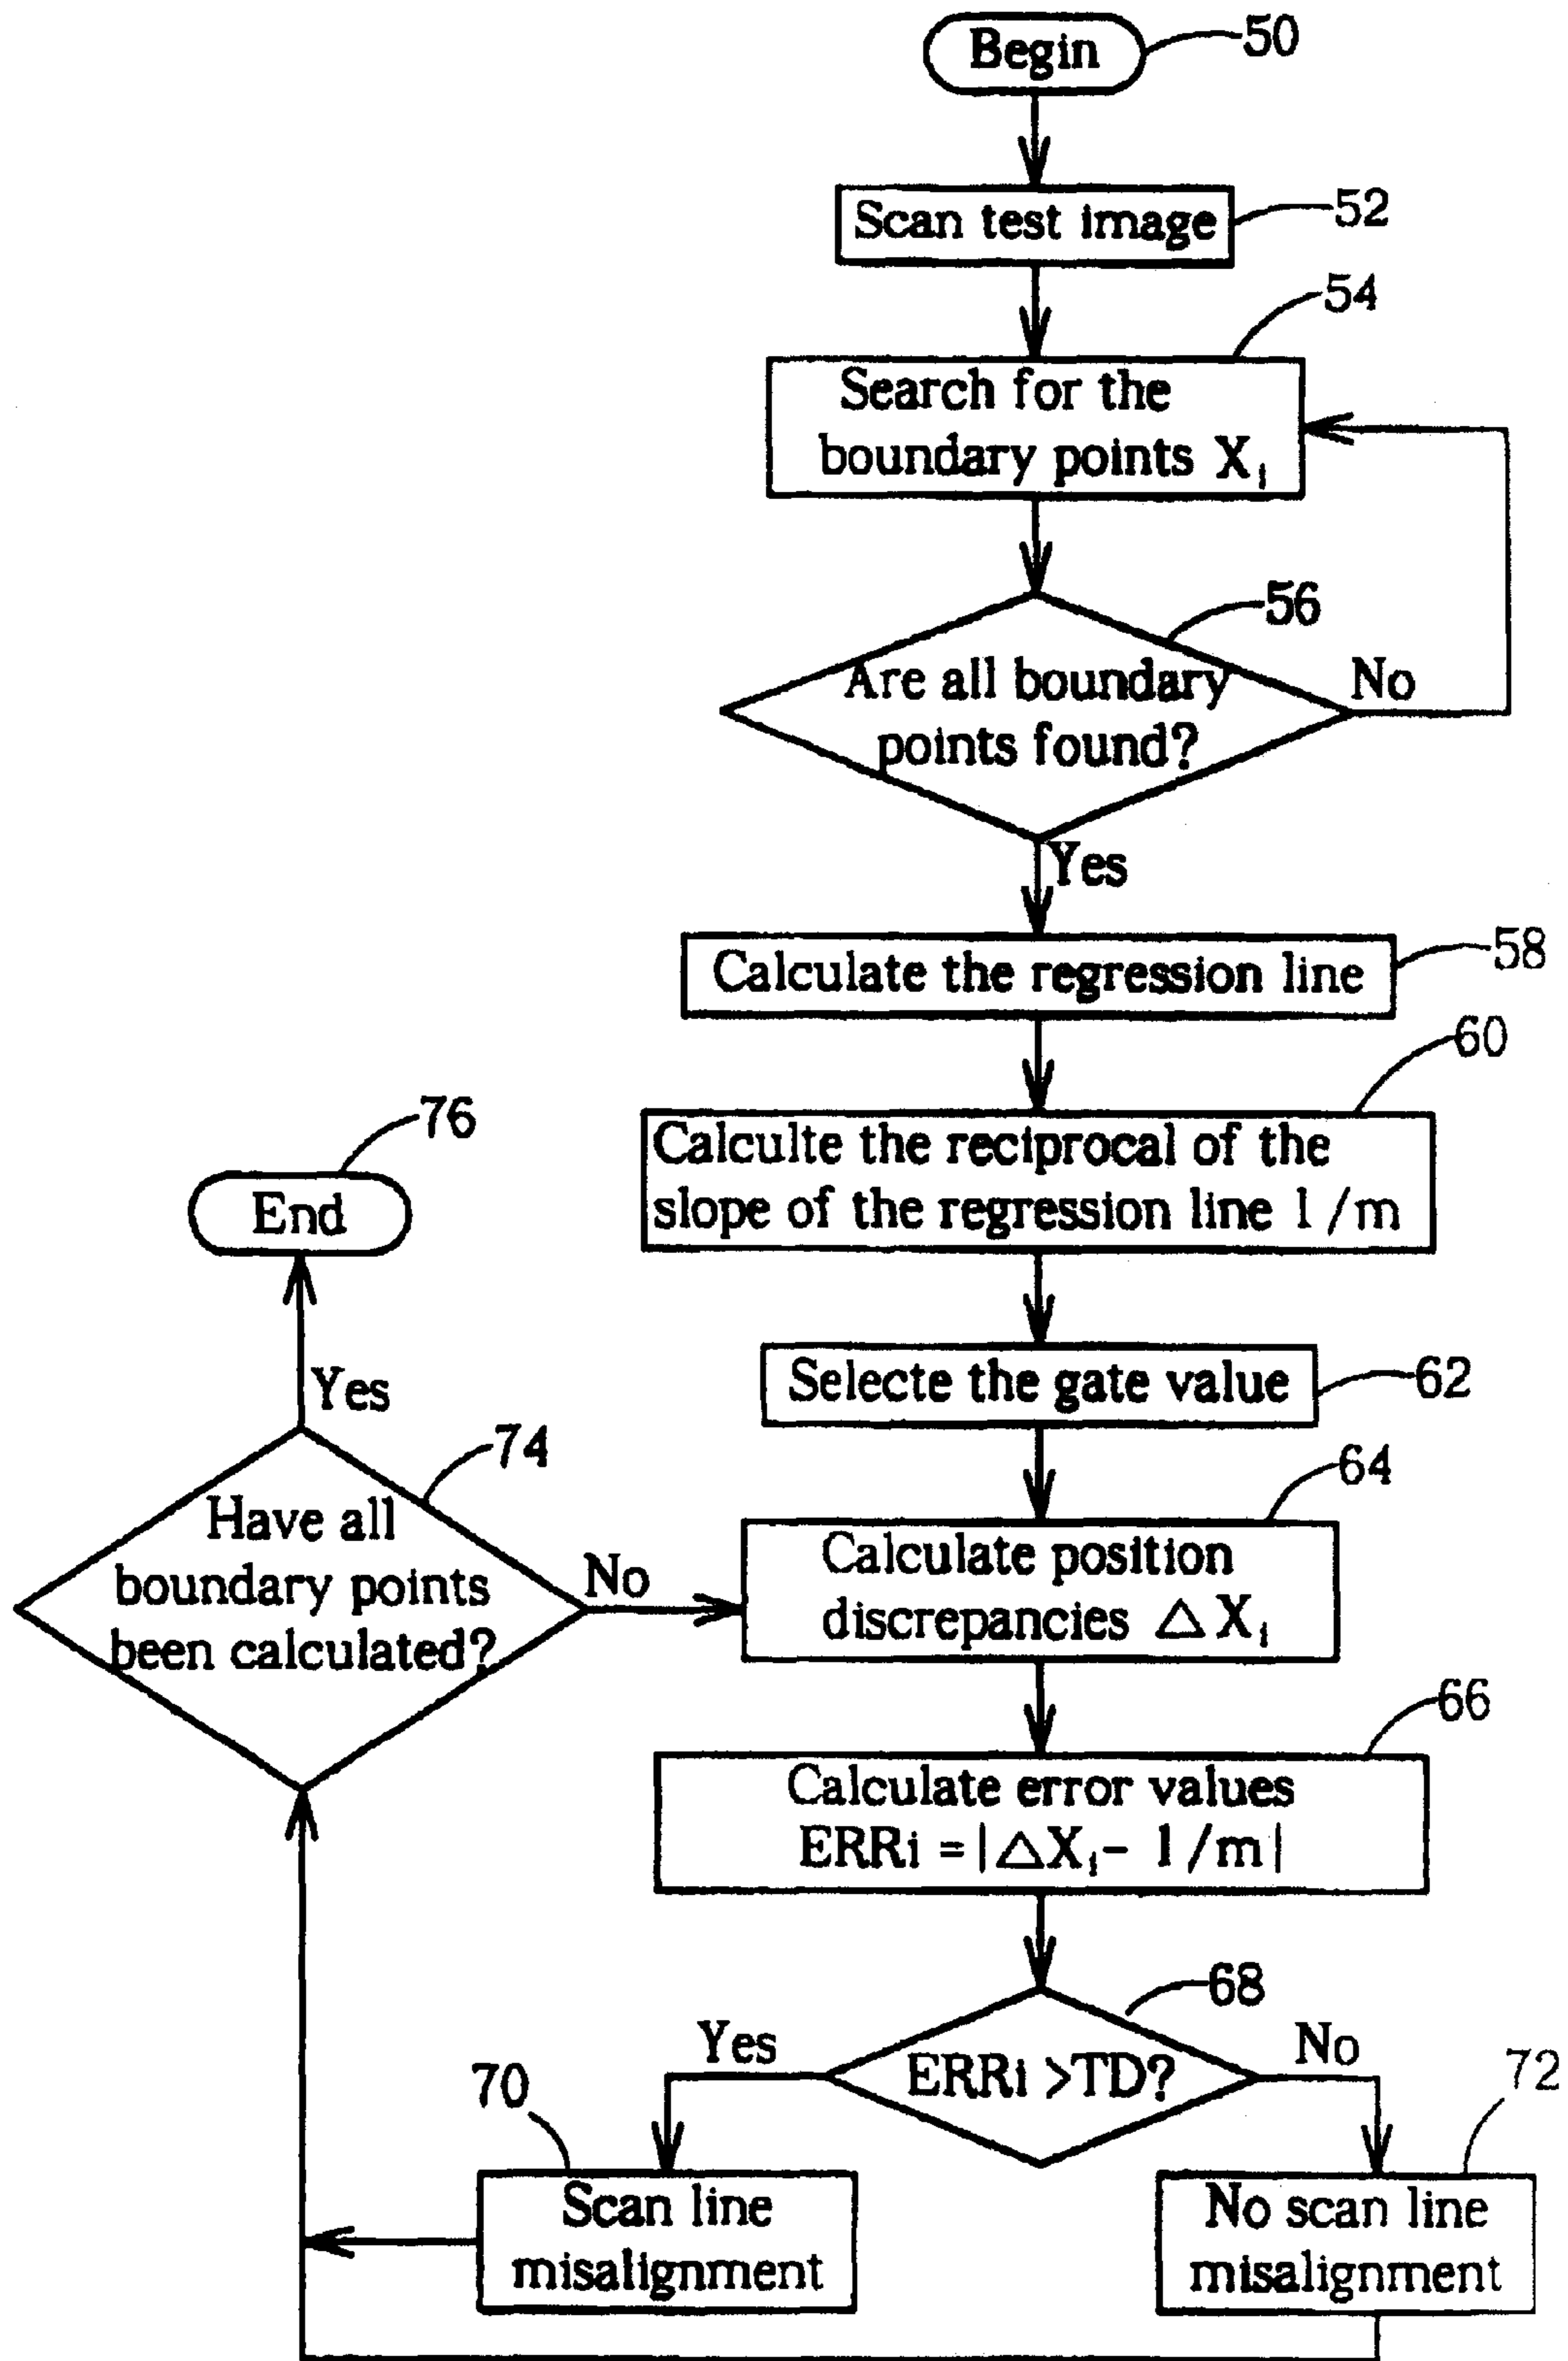 Begin
50
Scan test image
52
54
Search for the
boundary points Xi
56
Are all boundary
points found?
No
Yes
Calculate the regression line
58
60
Calculte the reciprocal of the
slope of the regression line 1/m
76
End
Selecte the gate value
62
Yes
74
Have all
boundary points
been calculated?
No
64
Calculate position
discrepancies △Xi
66
Calculate error values
ERRi =|△Xi- 1/m|
68
ERRi >TD?
Yes
No
70
Scan line
misalignment
72
No scan line
misalignment